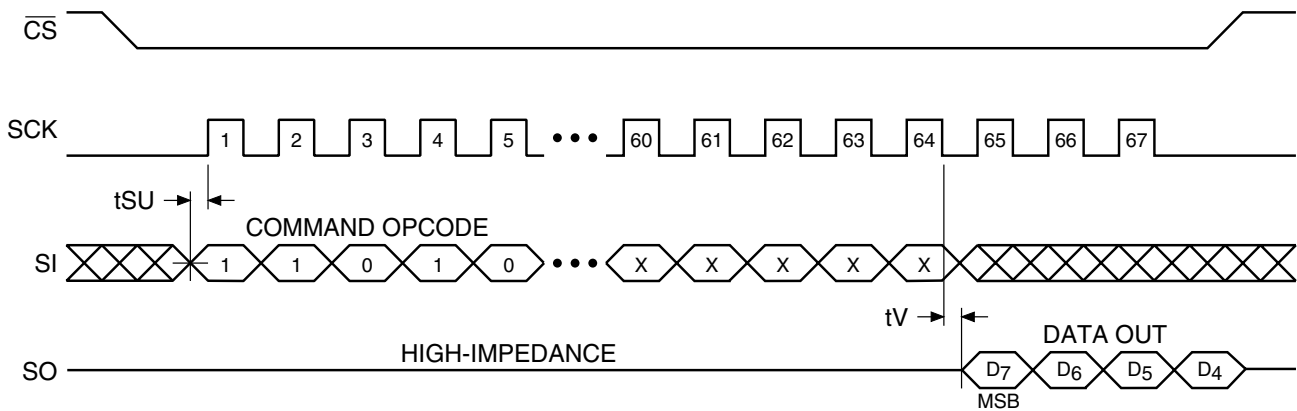 CS
SCK 1 2 3 4 5 ••• 60 61 62 63 64 65 66 67
tSU
COMMAND OPCODE
SI 1 1 0 1 0 ••• X X X X X
tV
HIGH-IMPEDANCE
DATA OUT
SO D7 D6 D5 D4
MSB